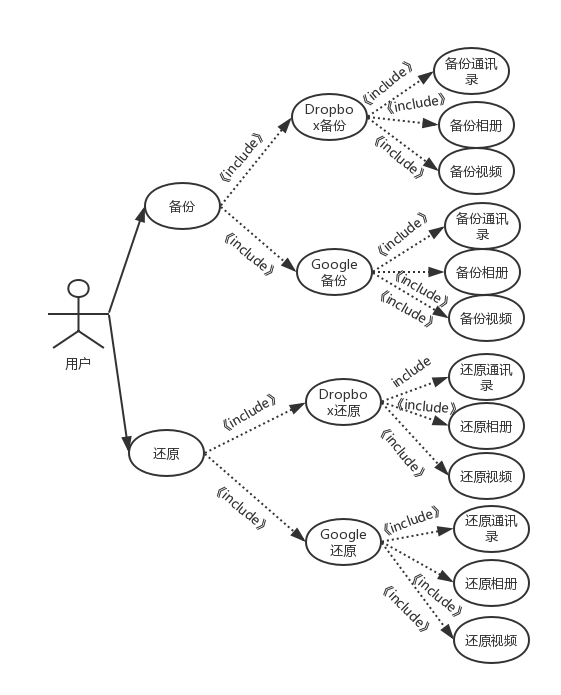 备份通讯
录
《include》
《include》
Dropbo
x备份
备份相册
《include》
《include》
备份视频
备份
备份通讯
录
《include》
《include》
Google
备份
备份相册
《include》
《include》
备份视频
用户
include
还原通讯
录
Dropbo
x还原
《include》
《include》
还原相册
《include》
还原
还原视频
《include》
《include》
还原通讯
录
Google
还原
还原相册
《include》
《include》
还原视频